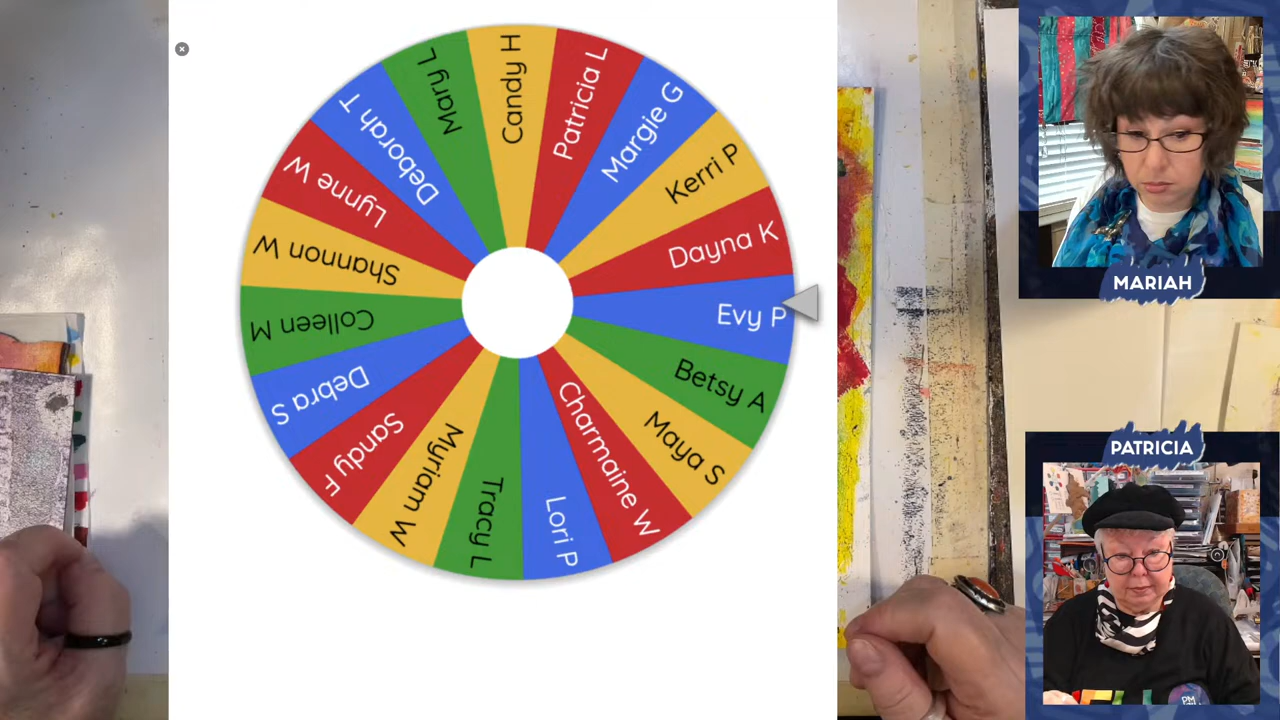 Candy H
Patricia L
Margie G
Kerri P
Dayna K
Evy P
Betsy A
Maya S
Charmaine W
Lori P
Tracy L
Myriam W
Sandy F
Debra S
Colleen M
Shannon W
Lynne W
Deborah T
Mary L
MARIAH
PATRICIA